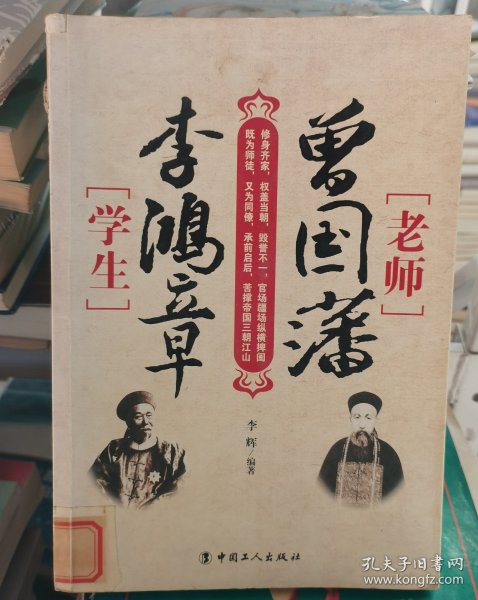 [老师]
曾国藩
修身齐家，权盖当朝，毁誉不一，官场疆场纵横捭阖
既为师徒，又为同僚，承前启后，苦撑帝国三朝江山
李鸿章
[学生]
李辉/编著
中国工人出版社
孔夫子旧书网
www.kongfz.com